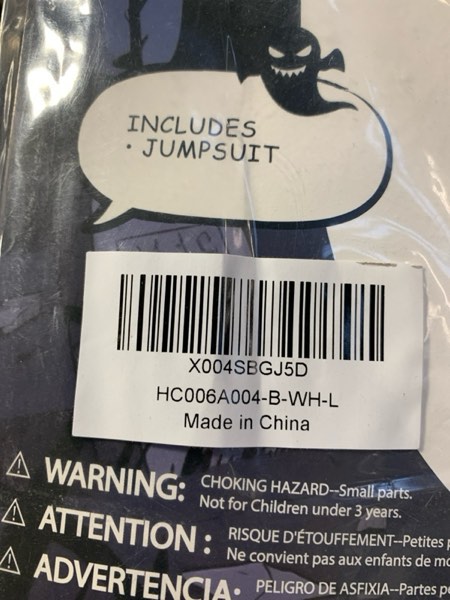 INCLUDES
• JUMPSUIT
X004SBGJ5D
HC006A004-B-WH-L
Made in China
⚠ WARNING: CHOKING HAZARD--Small parts.
Not for Children under 3 years.
⚠ ATTENTION : RISQUE D'ÉTOUFFEMENT--Petites
Ne convient pas aux enfants de
⚠ ADVERTENCIA: PELIGRO DE ASFIXIA--Partes